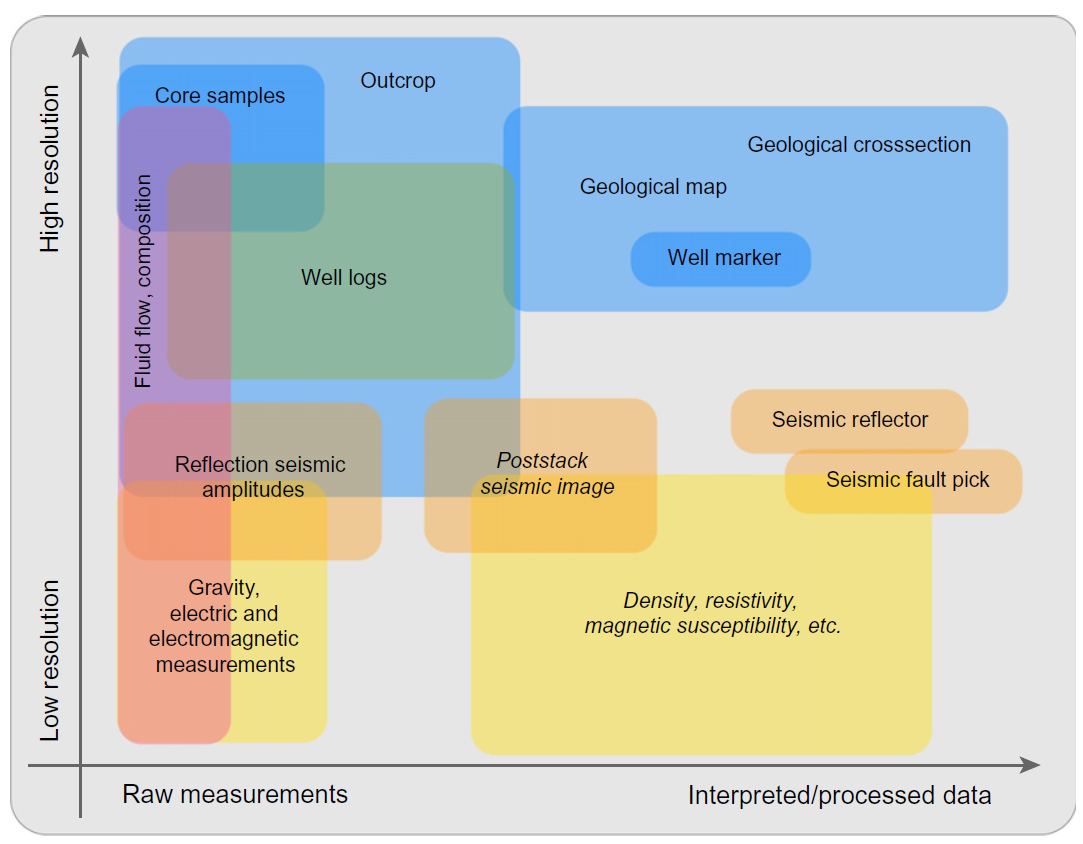 High resolution
Low resolution
Core samples
Outcrop
Geological crosssection
Geological map
Fluid flow, composition
Well marker
Well logs
Seismic reflector
Reflection seismic
amplitudes
Poststack
seismic image
Seismic fault pick
Gravity,
electric and
electromagnetic
measurements
Density, resistivity,
magnetic susceptibility, etc.
Raw measurements
Interpreted/processed data